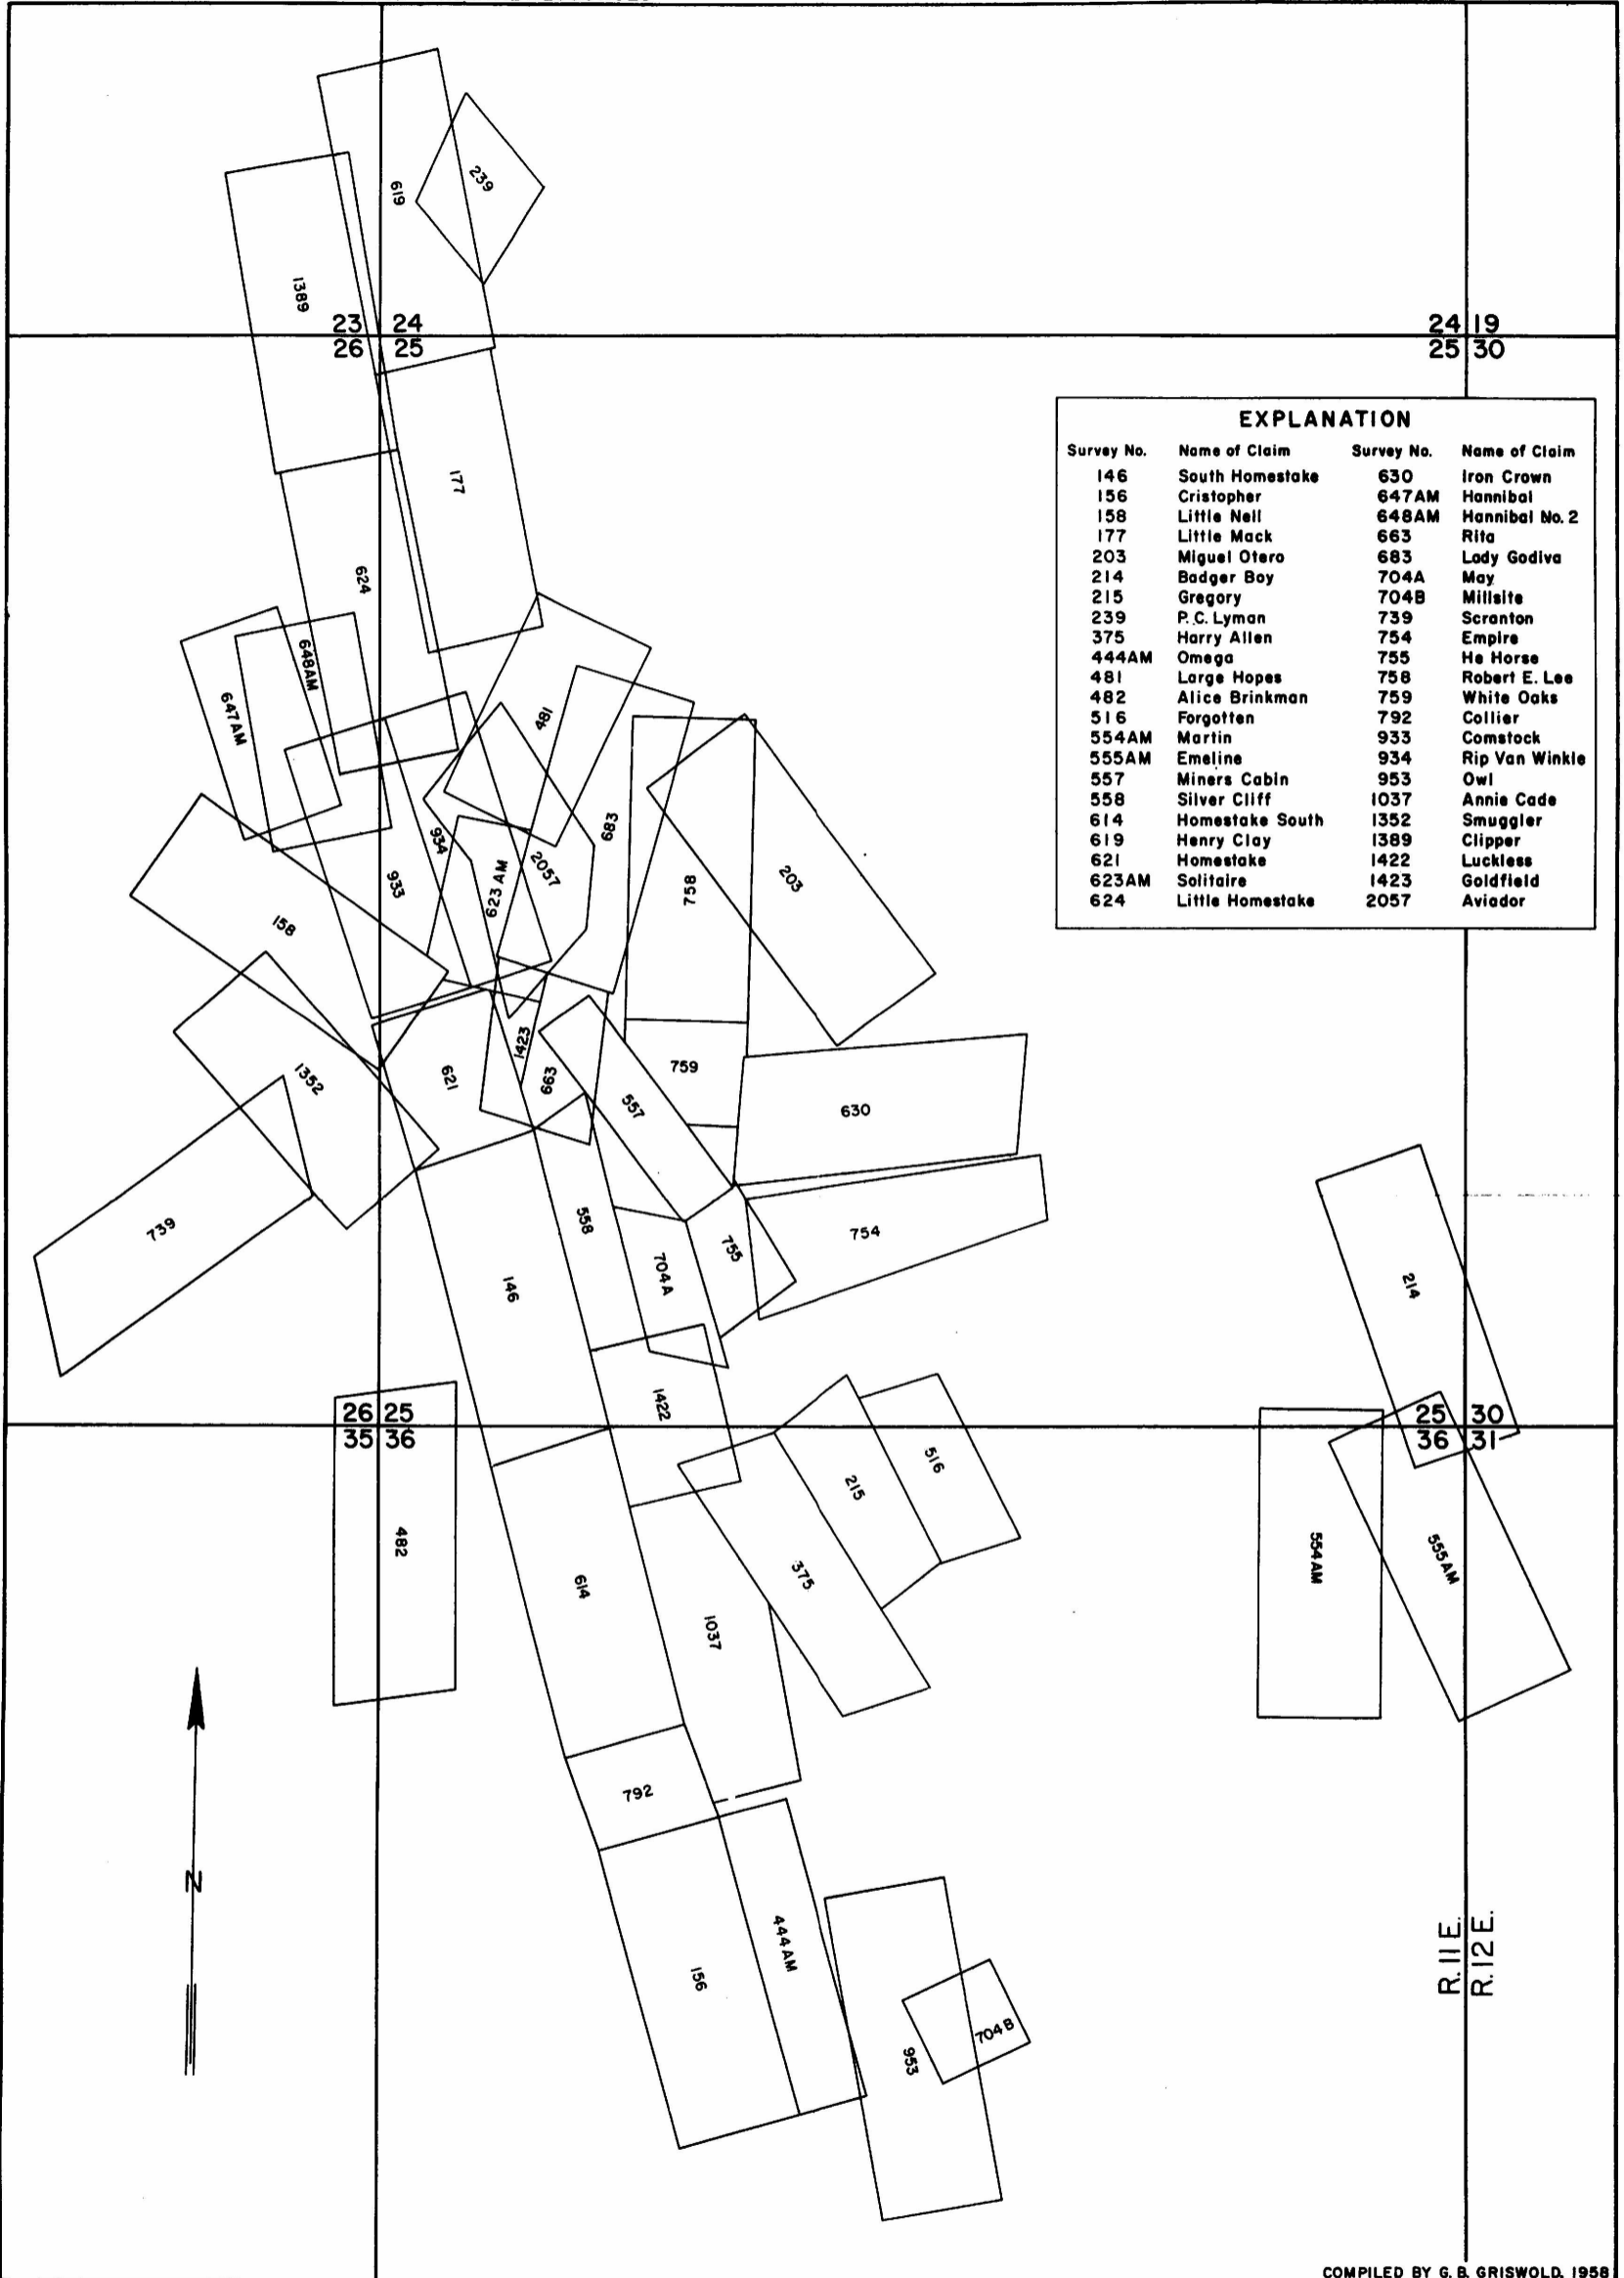 239
619
1389
23 24
26 25
24 19
25 30
EXPLANATION
Survey No. Name of Claim Survey No. Name of Claim
146 South Homestake 630 Iron Crown
156 Cristopher 647AM Hannibal
158 Little Nell 648AM Hannibal No. 2
177 Little Mack 663 Rita
203 Miguel Otero 683 Lady Godiva
214 Badger Boy 704A May
215 Gregory 704B Millsite
239 P.C. Lyman 739 Scranton
375 Harry Allen 754 Empire
444AM Omega 755 He Horse
481 Large Hopes 758 Robert E. Lee
482 Alice Brinkman 759 White Oaks
516 Forgotten 792 Collier
554AM Martin 933 Comstock
555AM Emeline 934 Rip Van Winkle
557 Miners Cabin 953 Owl
558 Silver Cliff 1037 Annie Cade
614 Homestake South 1352 Smuggler
619 Henry Clay 1389 Clipper
621 Homestake 1422 Luckless
623AM Solitaire 1423 Goldfield
624 Little Homestake 2057 Aviador
177
624
648AM
647AM
481
683
934
2057
623 AM
933
758
203
158
1423
621
663
1352
557
759
630
739
558
704A
755
754
146
214
1422
26 25
35 36
25 30
36 31
482
516
215
375
554AM
555AM
614
1037
792
N
444AM
156
953
704B
R.11E.
R.12E.
COMPILED BY G. B. GRISWOLD, 1958